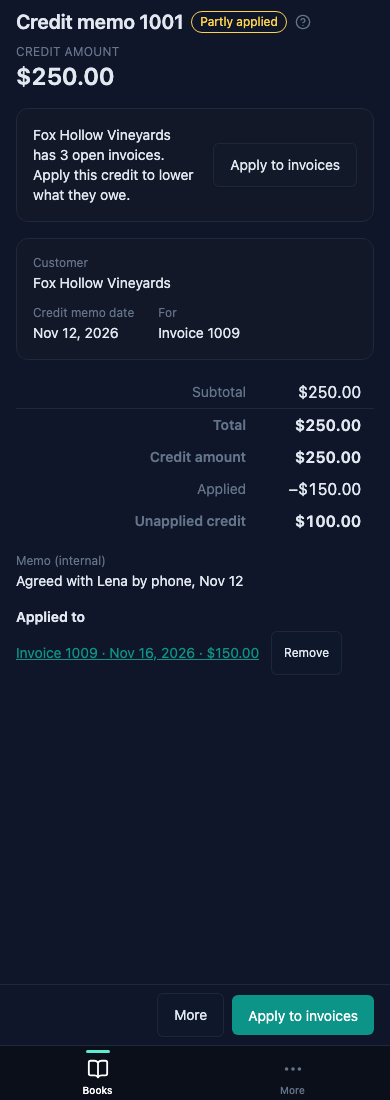 Credit memo 1001 Partly applied
CREDIT AMOUNT
$250.00
Fox Hollow Vineyards
has 3 open invoices.
Apply this credit to lower
what they owe.
Apply to invoices
Customer
Fox Hollow Vineyards
Credit memo date For
Nov 12, 2026 Invoice 1009
Subtotal $250.00
Total $250.00
Credit amount $250.00
Applied –$150.00
Unapplied credit $100.00
Memo (internal)
Agreed with Lena by phone, Nov 12
Applied to
Invoice 1009 · Nov 16, 2026 · $150.00 Remove
More Apply to invoices
Books More